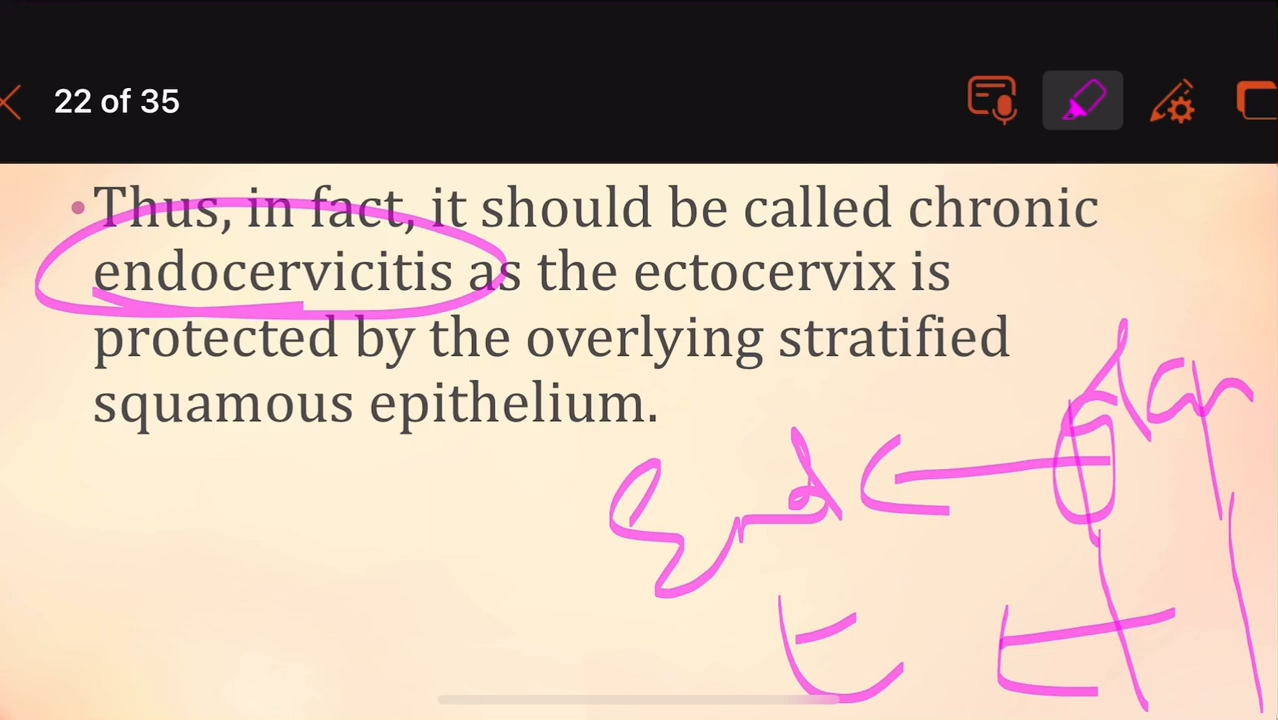 22 of 35
• Thus, in fact, it should be called chronic
endocervicitis as the ectocervix is
protected by the overlying stratified
squamous epithelium.
End